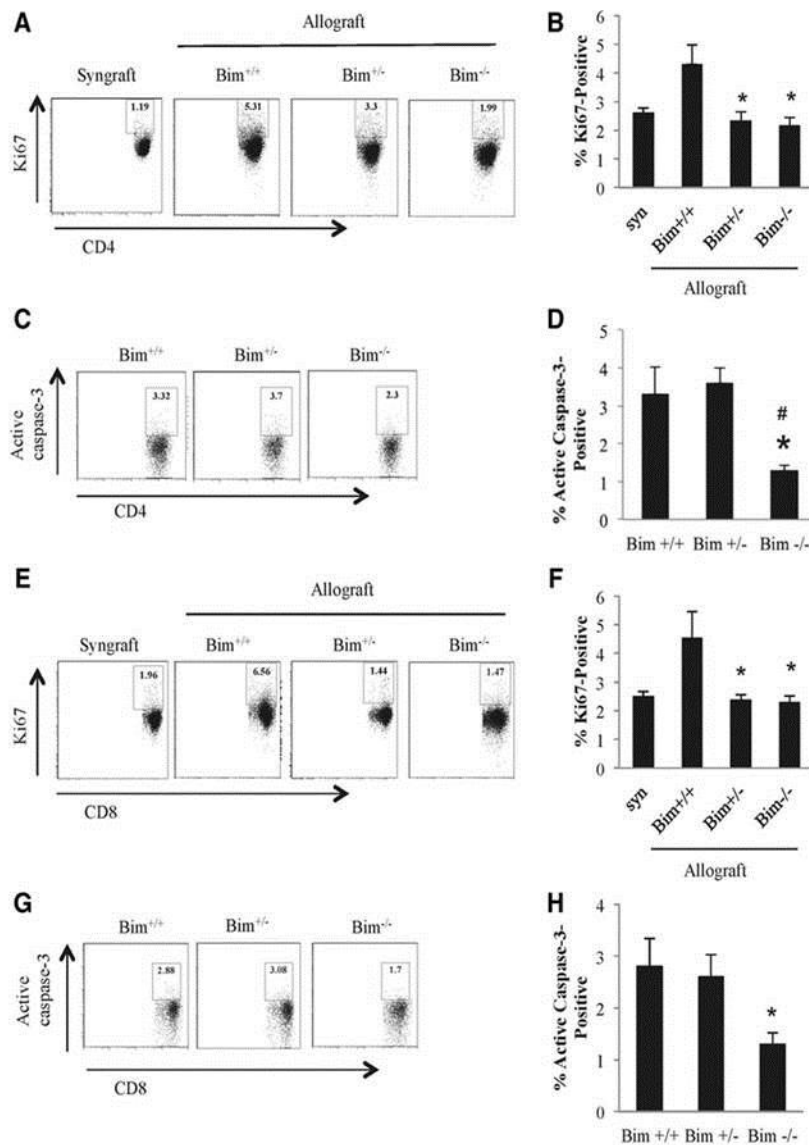 A
Allograft
Syngraft
Bim+/+
Bim+/-
Bim-/-
1.19
5.31
3.3
1.99
Ki67
CD4
B
% Ki67-Positive
6
5
4
3
2
1
0
*
*
syn
Bim+/+
Bim+/-
Bim-/-
Allograft
C
Bim+/+
Bim+/-
Bim-/-
3.32
3.7
2.3
Active
caspase-3
CD4
D
% Active Caspase-3-
Positive
5
4
3
2
1
0
#
*
Bim +/+
Bim +/-
Bim -/-
E
Allograft
Syngraft
Bim+/+
Bim+/-
Bim-/-
1.96
6.56
1.44
1.47
Ki67
CD8
F
% Ki67-Positive
6
5
4
3
2
1
0
*
*
syn
Bim+/+
Bim+/-
Bim-/-
Allograft
G
Bim+/+
Bim+/-
Bim-/-
2.88
3.08
1.7
Active
caspase-3
CD8
H
% Active Caspase-3-
Positive
4
3
2
1
0
*
Bim +/+
Bim +/-
Bim -/-